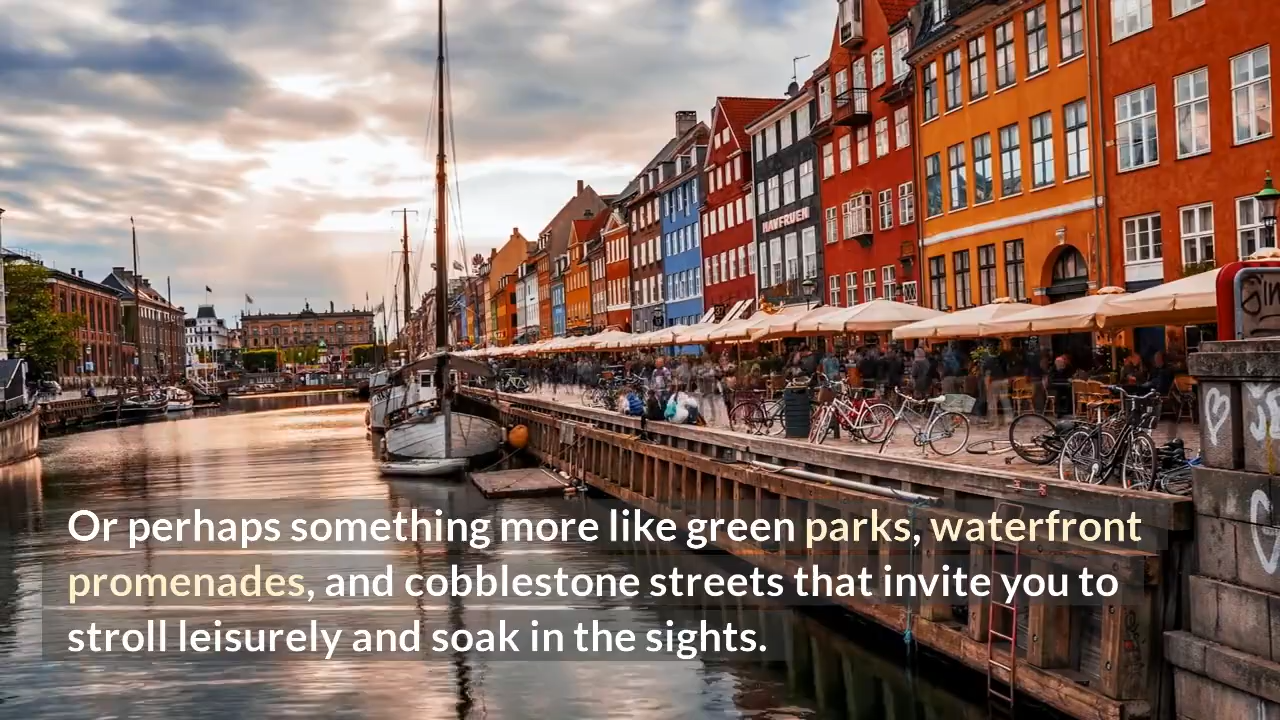 HAVFRUEN
Or perhaps something more like green parks, waterfront
promenades, and cobblestone streets that invite you to
stroll leisurely and soak in the sights.